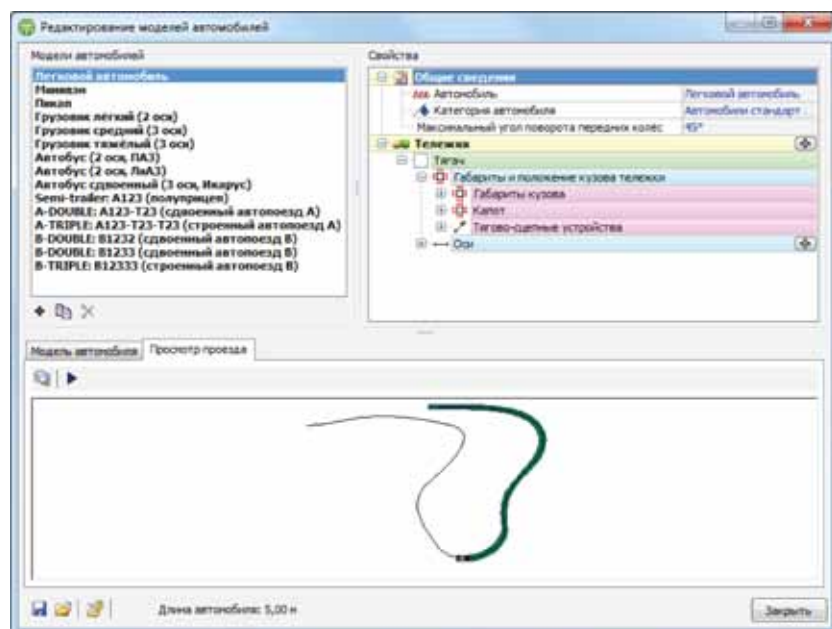 Редактирование моделей автомобилей
Модели автомобилей
Легковой автомобиль
Минивэн
Пикап
Грузовик лёгкий (2 оси)
Грузовик средний (3 оси)
Грузовик тяжёлый (3 оси)
Автобус (2 оси, ПАЗ)
Автобус (2 оси, ЛиАЗ)
Автобус сдвоенный (3 оси, Икарус)
Semi-trailer: A123 (полуприцеп)
A-DOUBLE: A123-T23 (сдвоенный автопоезд A)
A-TRIPLE: A123-T23-T23 (строенный автопоезд A)
B-DOUBLE: B1232 (сдвоенный автопоезд B)
B-DOUBLE: B1233 (сдвоенный автопоезд B)
B-TRIPLE: B12333 (строенный автопоезд B)
Свойства
Общие сведения
Автомобиль Легковой автомобиль
Категория автомобиля Автомобили стандарт
Максимальный угол поворота передних колёс 45°
Тележки
Тягач
Габариты и положение кузова тележки
Габариты кузова
Капот
Тягово-сцепные устройства
Оси
Модель автомобиля Просмотр проезда
Длина автомобиля: 5,00 м
Закрыть